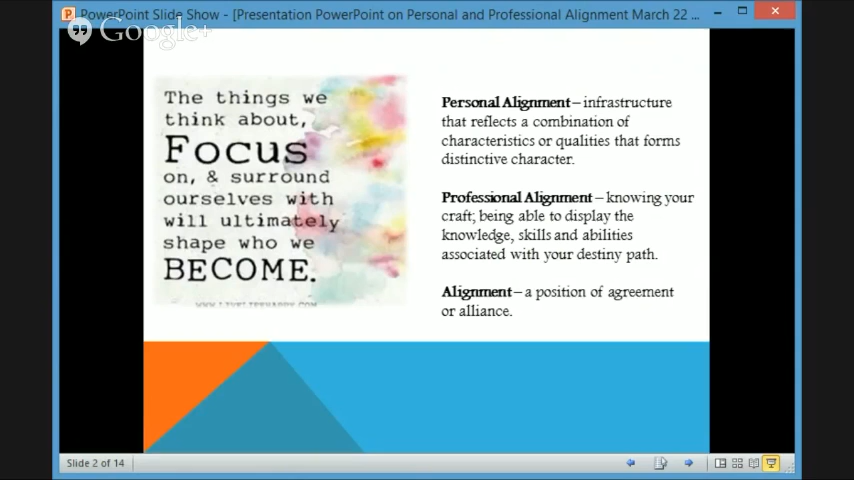 PowerPoint Slide Show - [Presentation PowerPoint on Personal and Professional Alignment March 22 ...
Google+
The things we
think about,
Focus
on, & surround
ourselves with
will ultimately
shape who we
BECOME.
WWW.LIVELIFEHAPPY.COM
Personal Alignment – infrastructure
that reflects a combination of
characteristics or qualities that forms
distinctive character.
Professional Alignment – knowing your
craft; being able to display the
knowledge, skills and abilities
associated with your destiny path.
Alignment – a position of agreement
or alliance.
Slide 2 of 14